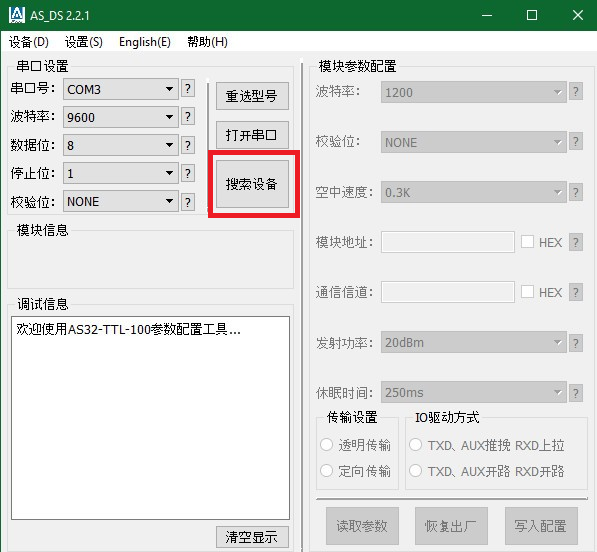 AS_DS 2.2.1
设备(D) 设置(S) English(E) 帮助(H)
串口设置
串口号: COM3 ?
波特率: 9600 ?
数据位: 8 ?
停止位: 1 ?
校验位: NONE ?
重选型号
打开串口
搜索设备
模块信息
调试信息
欢迎使用AS32-TTL-100参数配置工具...
清空显示
模块参数配置
波特率: 1200 ?
校验位: NONE ?
空中速度: 0.3K ?
模块地址: HEX ?
通信信道: HEX ?
发射功率: 20dBm ?
休眠时间: 250ms ?
传输设置
透明传输
定向传输
IO驱动方式
TXD、AUX推挽 RXD上拉
TXD、AUX开路 RXD开路
读取参数 恢复出厂 写入配置